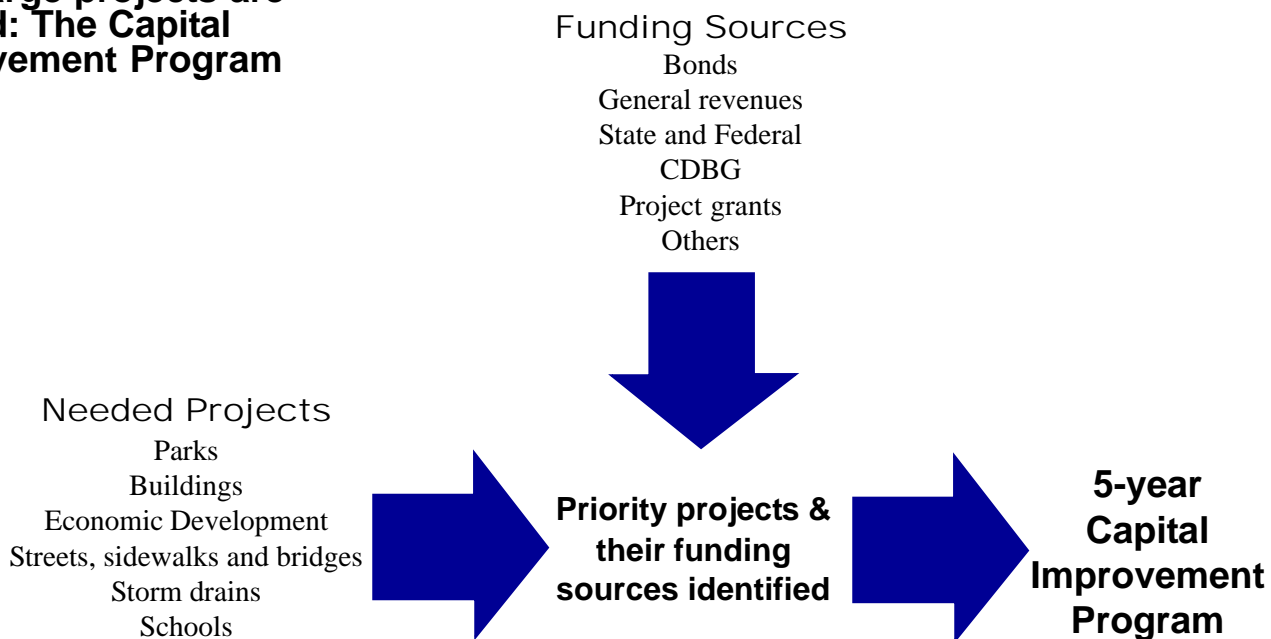 projects are
The Capital
Program
Funding Sources
Bonds
General revenues
State and Federal
CDBG
Project grants
Others
Needed Projects
Parks
Buildings
Economic Development
Streets, sidewalks and bridges
Storm drains
Schools
Priority projects &
their funding
sources identified
5-year
Capital
Improvement
Program